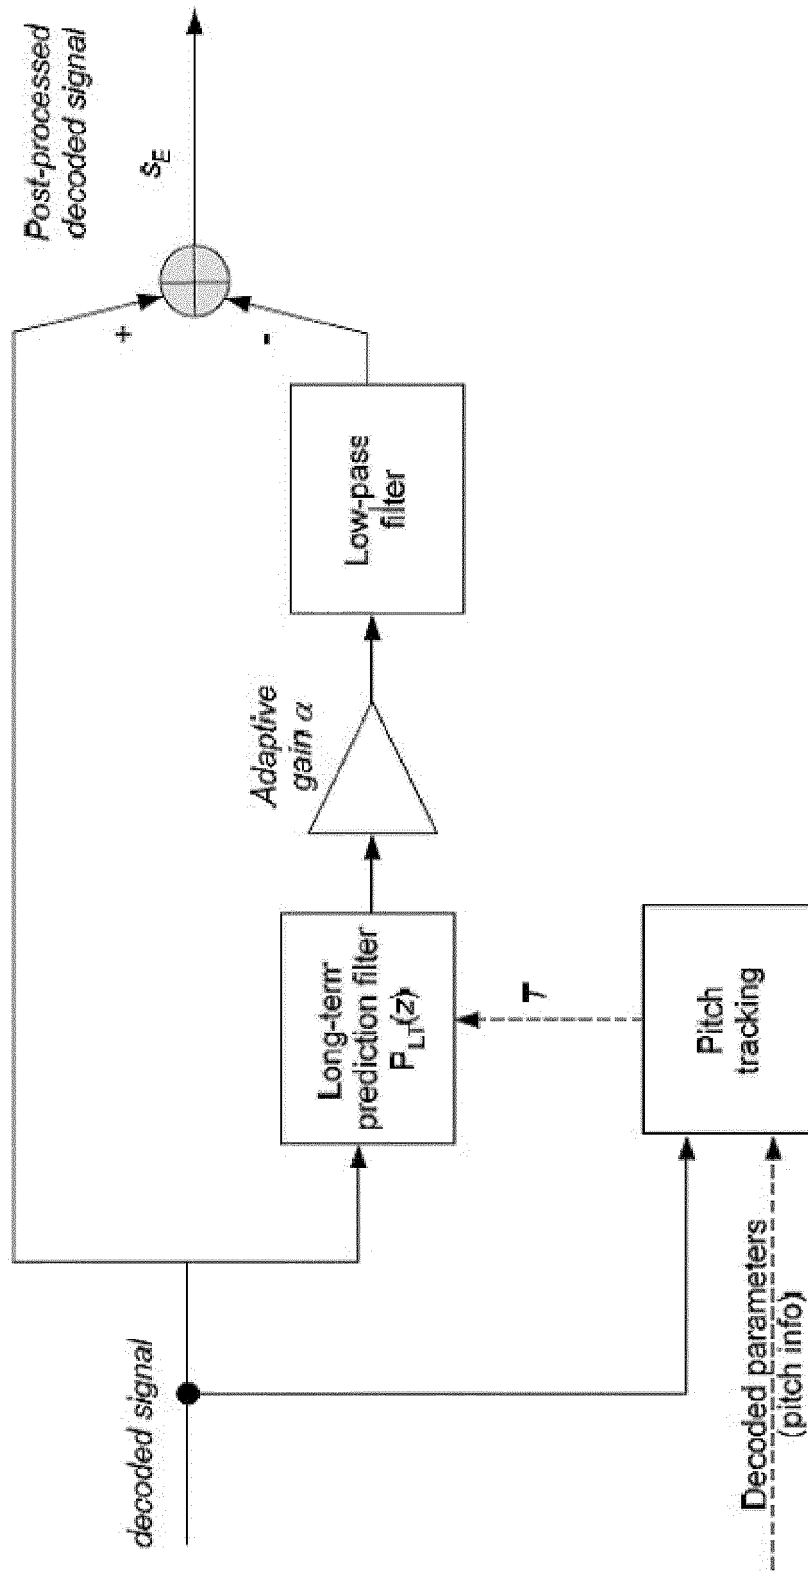 decoded signal
Decoded parameters
(pitch info)
Long-term
prediction filter
P_LT(z)
T
Pitch
tracking
Adaptive
gain α
Low-pass
filter
+
-
Post-processed
decoded signal
s_E